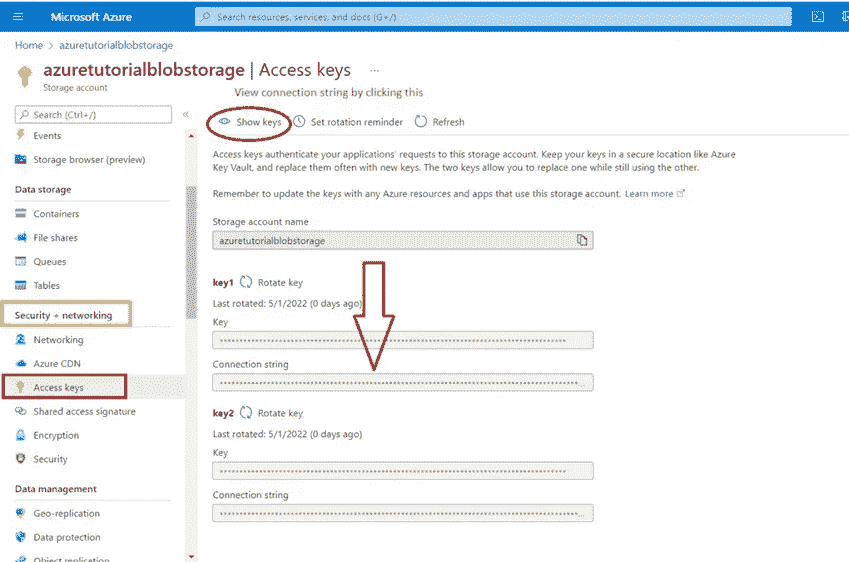 Microsoft Azure
Search resources, services, and docs (G+/)
Home > azuretutorialblobstorage
azuretutorialblobstorage | Access keys ...
Storage account
View connection string by clicking this
Search (Ctrl+/)
«
Show keys
Set rotation reminder
Refresh
Events
Storage browser (preview)
Data storage
Containers
File shares
Queues
Tables
Security + networking
Networking
Azure CDN
Access keys
Shared access signature
Encryption
Security
Data management
Geo-replication
Data protection
Object replication
Access keys authenticate your applications' requests to this storage account. Keep your keys in a secure location like Azure
Key Vault, and replace them often with new keys. The two keys allow you to replace one while still using the other.
Remember to update the keys with any Azure resources and apps that use this storage account. Learn more
Storage account name
azuretutorialblobstorage
key1 Rotate key
Last rotated: 5/1/2022 (0 days ago)
Key
Connection string
key2 Rotate key
Last rotated: 5/1/2022 (0 days ago)
Key
Connection string